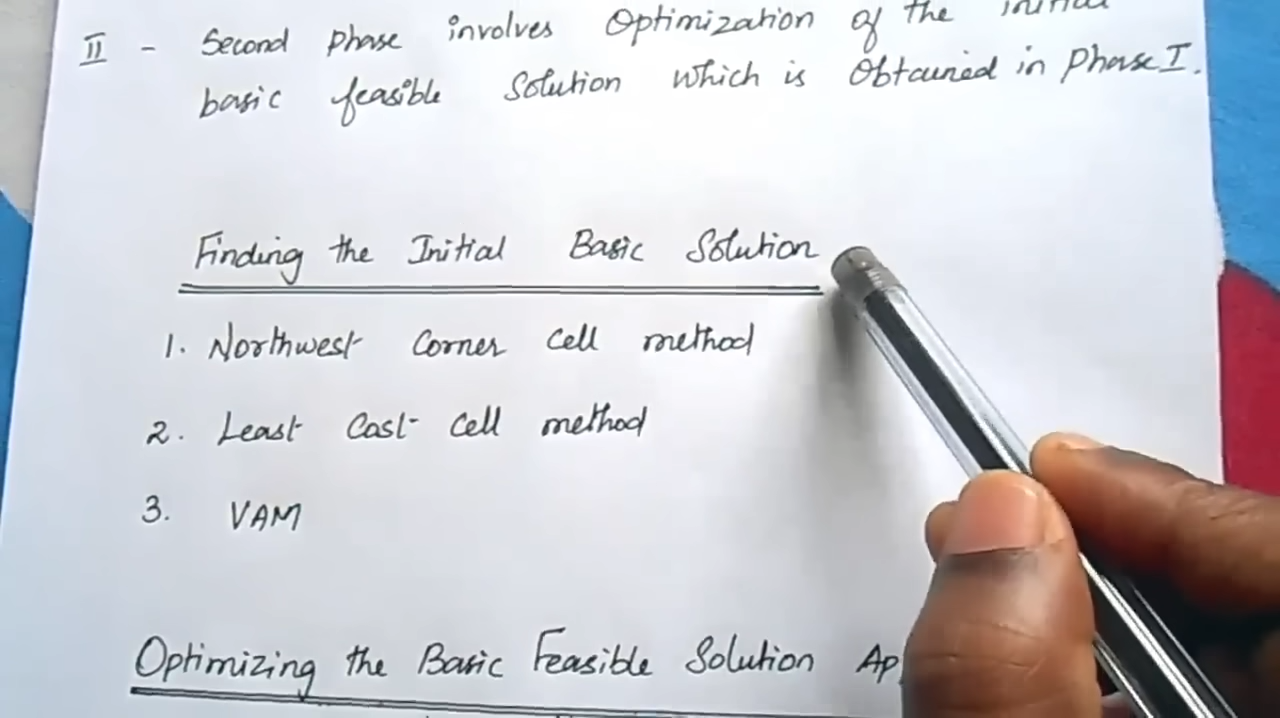 II - Second phase involves Optimization of the initial
basic feasible Solution which is Obtained in Phase I.
Finding the Initial Basic Solution
1. Northwest Corner Cell method
2. Least Cost Cell method
3. VAM
Optimizing the Basic Feasible Solution